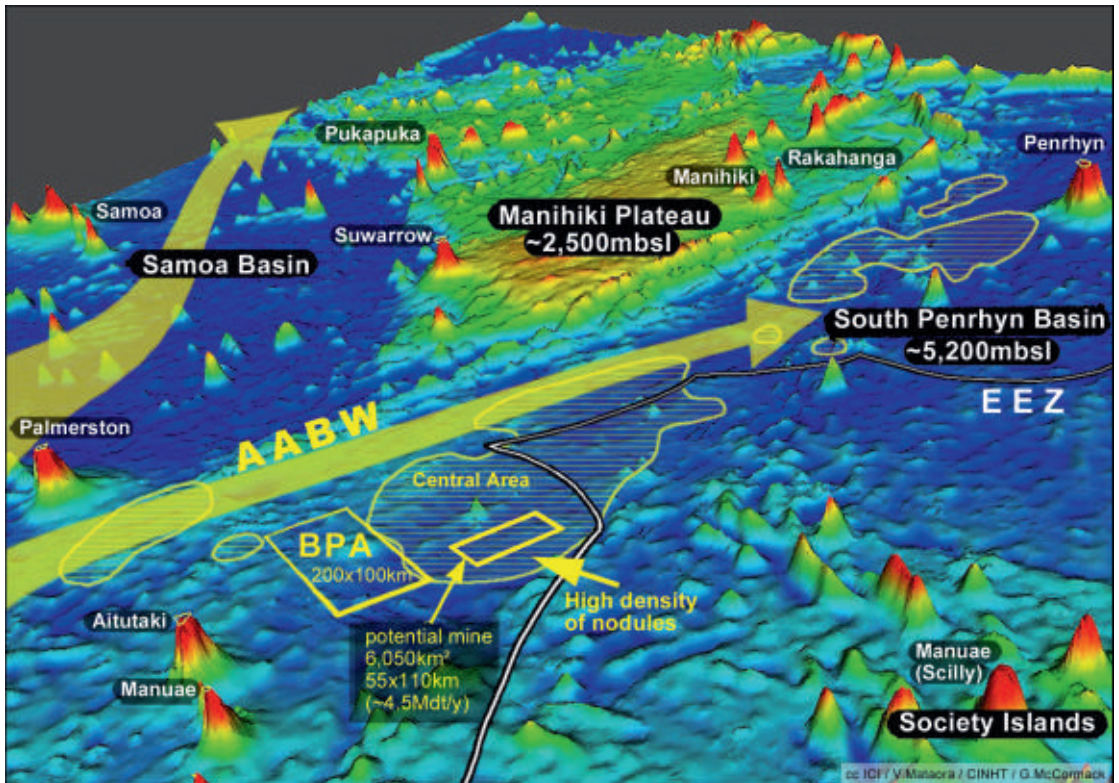 Pukapuka
Penrhyn
Rakahanga
Manihiki
Samoa
Manihiki Plateau
~2,500mbsl
Suwarrow
Samoa Basin
South Penrhyn Basin
~5,200mbsl
EEZ
Palmerston
AABW
Central Area
BPA
200x100km
High density
of nodules
Aitutaki
potential mine
6,050km²
55x110km
(~4.5Mdt/y)
Manuae
Manuae
(Scilly)
Society Islands
cc ICI / V.Mataora / CINHT / G.McCormack